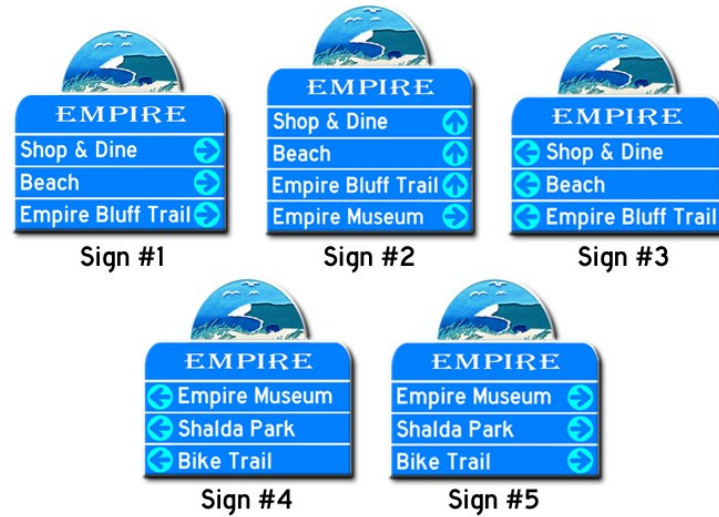 EMPIRE
Shop & Dine
Beach
Empire Bluff Trail
Sign #1
EMPIRE
Shop & Dine
Beach
Empire Bluff Trail
Empire Museum
Sign #2
EMPIRE
Shop & Dine
Beach
Empire Bluff Trail
Sign #3
EMPIRE
Empire Museum
Shalda Park
Bike Trail
Sign #4
EMPIRE
Empire Museum
Shalda Park
Bike Trail
Sign #5